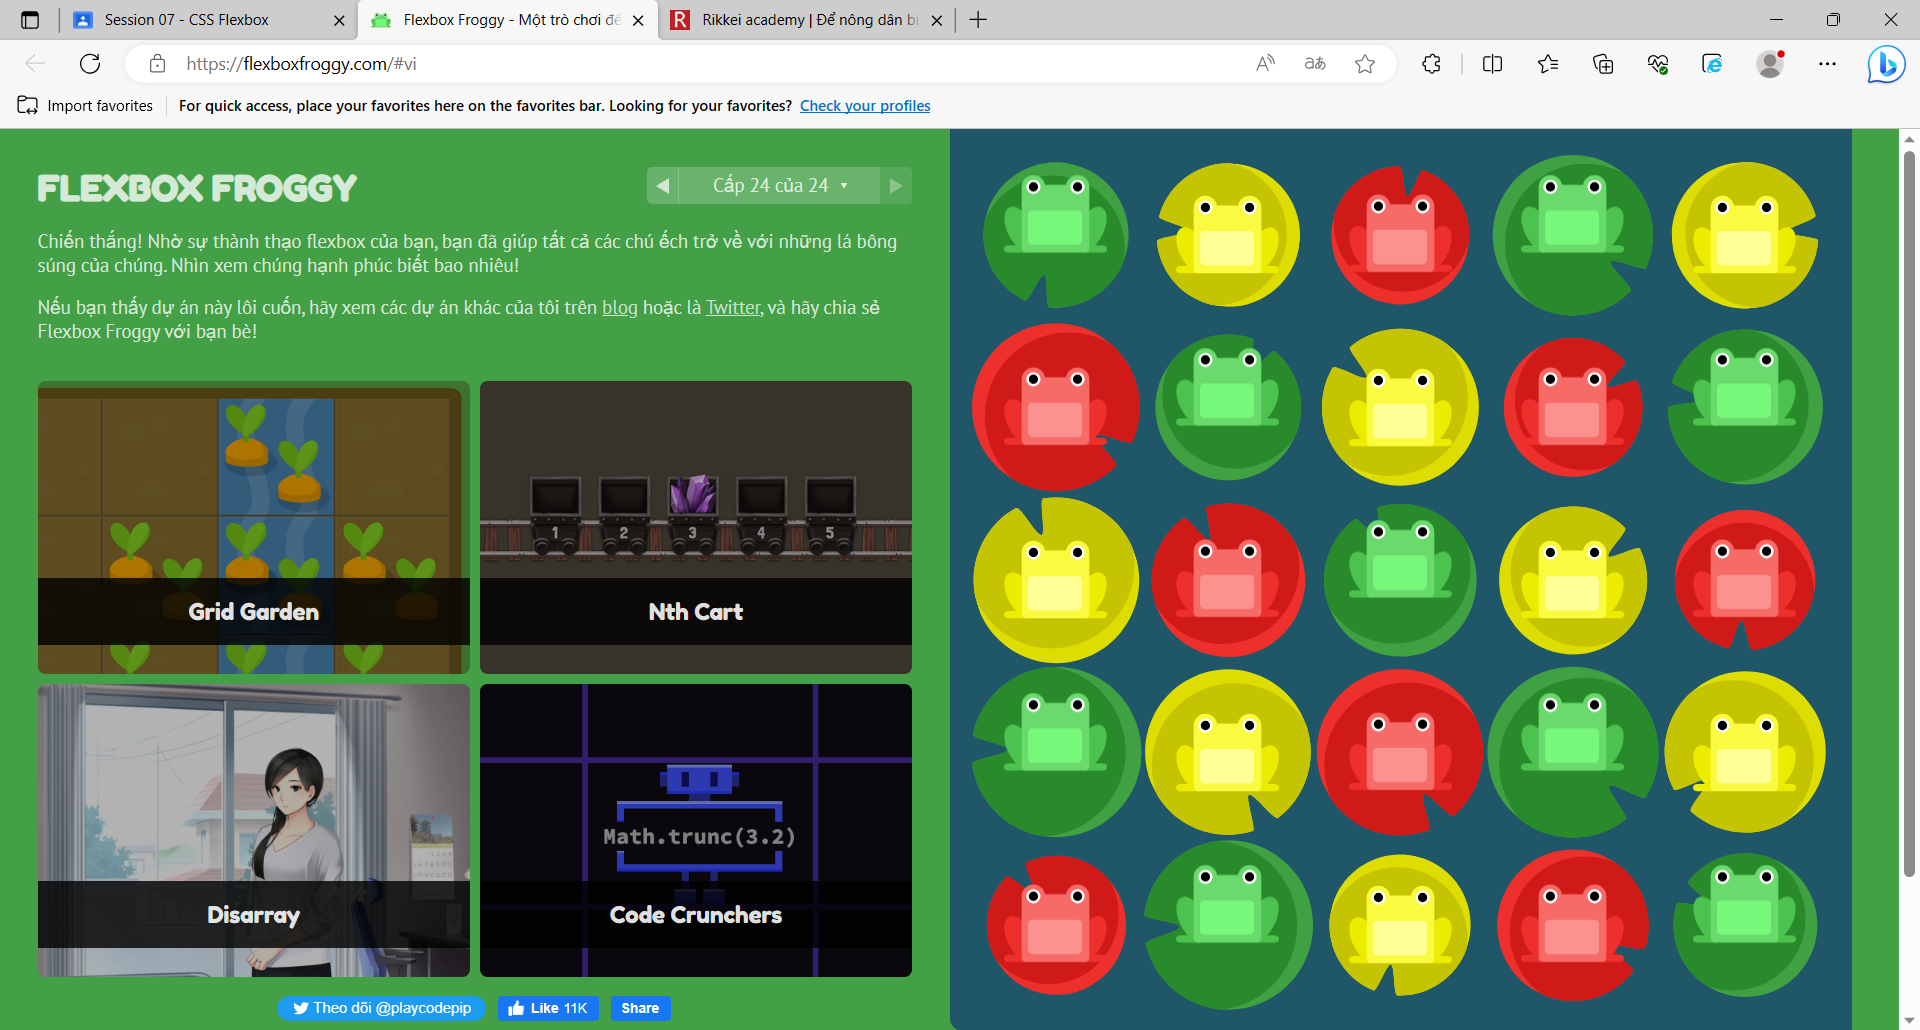 Session 07 - CSS Flexbox
Flexbox Froggy - Một trò chơi để
Rikkei academy | Để nông dân bi
https://flexboxfroggy.com/#vi
Import favorites
For quick access, place your favorites here on the favorites bar. Looking for your favorites? Check your profiles
FLEXBOX FROGGY
Cấp 24 của 24
Chiến thắng! Nhờ sự thành thạo flexbox của bạn, bạn đã giúp tất cả các chú ếch trở về với những lá bông
súng của chúng. Nhìn xem chúng hạnh phúc biết bao nhiêu!
Nếu bạn thấy dự án này lôi cuốn, hãy xem các dự án khác của tôi trên blog hoặc là Twitter, và hãy chia sẻ
Flexbox Froggy với bạn bè!
Grid Garden
1 2 3 4 5
Nth Cart
Disarray
Math.trunc(3.2)
Code Crunchers
Theo dõi @playcodepip
Like 11K
Share